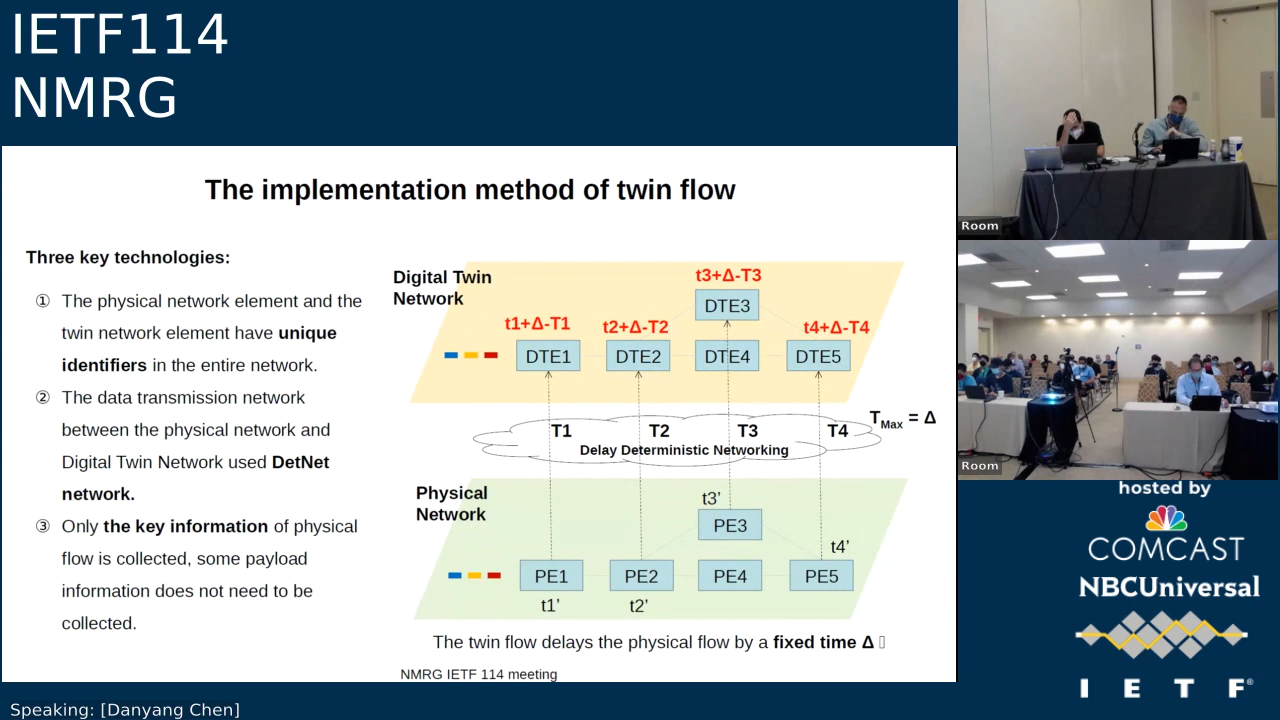 IETF114
NMRG
The implementation method of twin flow
Three key technologies:
① The physical network element and the
twin network element have unique
identifiers in the entire network.
② The data transmission network
between the physical network and
Digital Twin Network used DetNet
network.
③ Only the key information of physical
flow is collected, some payload
information does not need to be
collected.
Digital Twin
Network
t3+Δ-T3
DTE3
t1+Δ-T1
t2+Δ-T2
t4+Δ-T4
DTE1
DTE2
DTE4
DTE5
TMax = Δ
T1
T2
T3
T4
Delay Deterministic Networking
Physical
Network
t3’
PE3
t4’
PE1
PE2
PE4
PE5
t1’
t2’
The twin flow delays the physical flow by a fixed time Δ
NMRG IETF 114 meeting
Room
Room
hosted by
COMCAST
NBCUniversal
I E T F®
Speaking: [Danyang Chen]